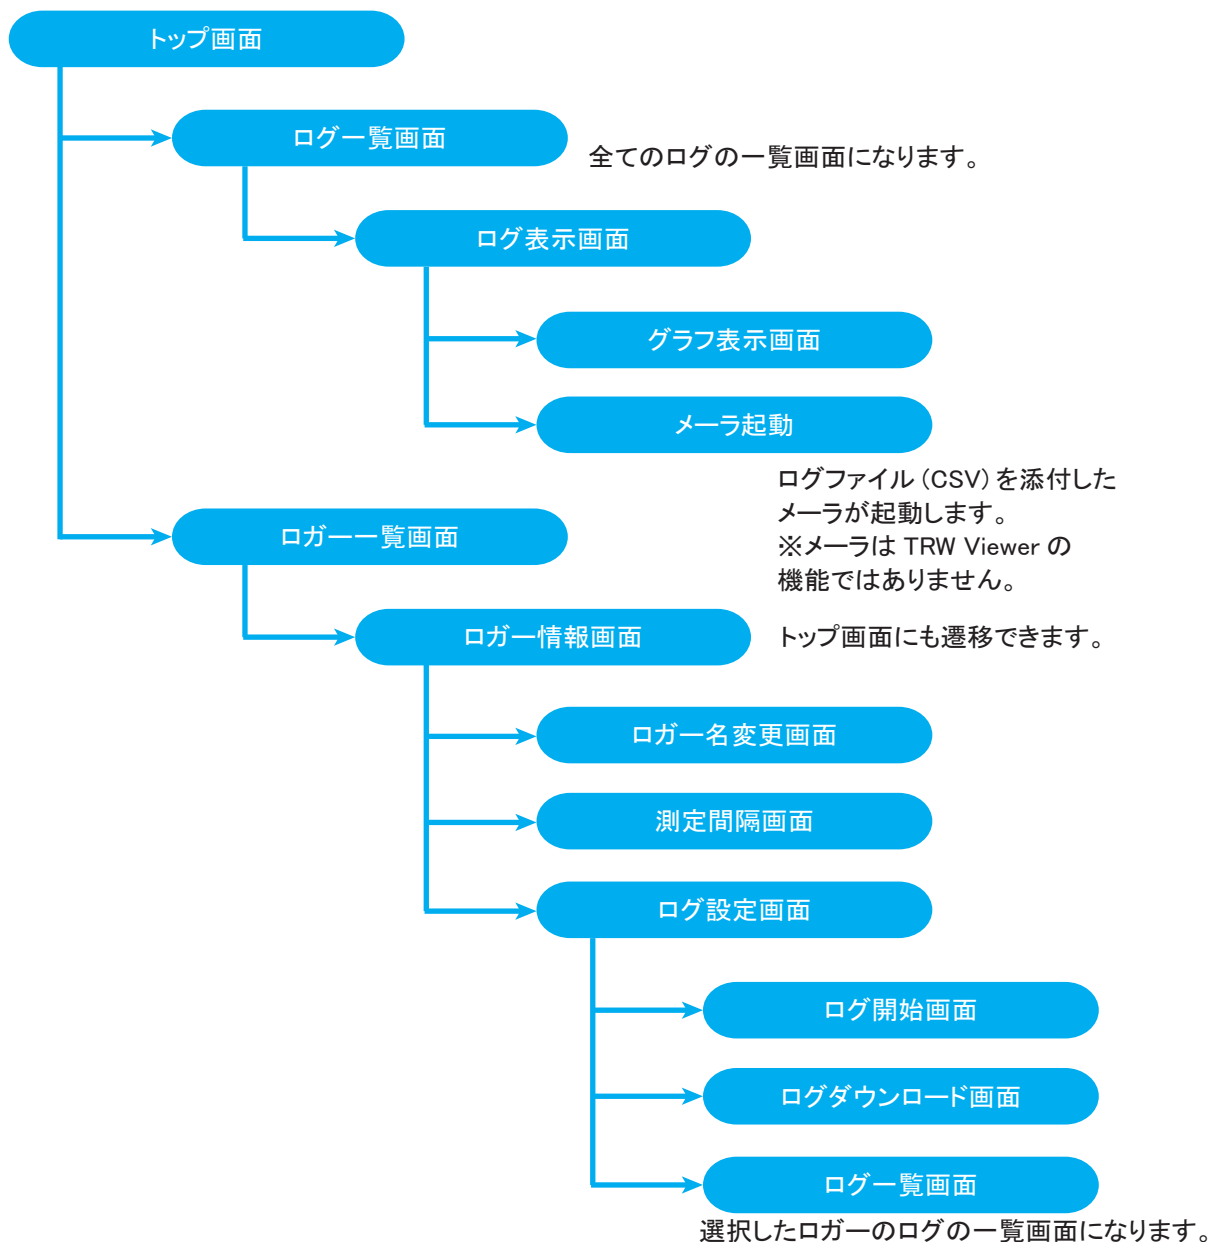 トップ画面
ログ一覧画面
全てのログの一覧画面になります。
ログ表示画面
グラフ表示画面
メーラ起動
ログファイル（CSV）を添付した
メーラが起動します。
※メーラは TRW Viewer の
機能ではありません。
ロガー一覧画面
ロガー情報画面
トップ画面にも遷移できます。
ロガー名変更画面
測定間隔画面
ログ設定画面
ログ開始画面
ログダウンロード画面
ログ一覧画面
選択したロガーのログの一覧画面になります。